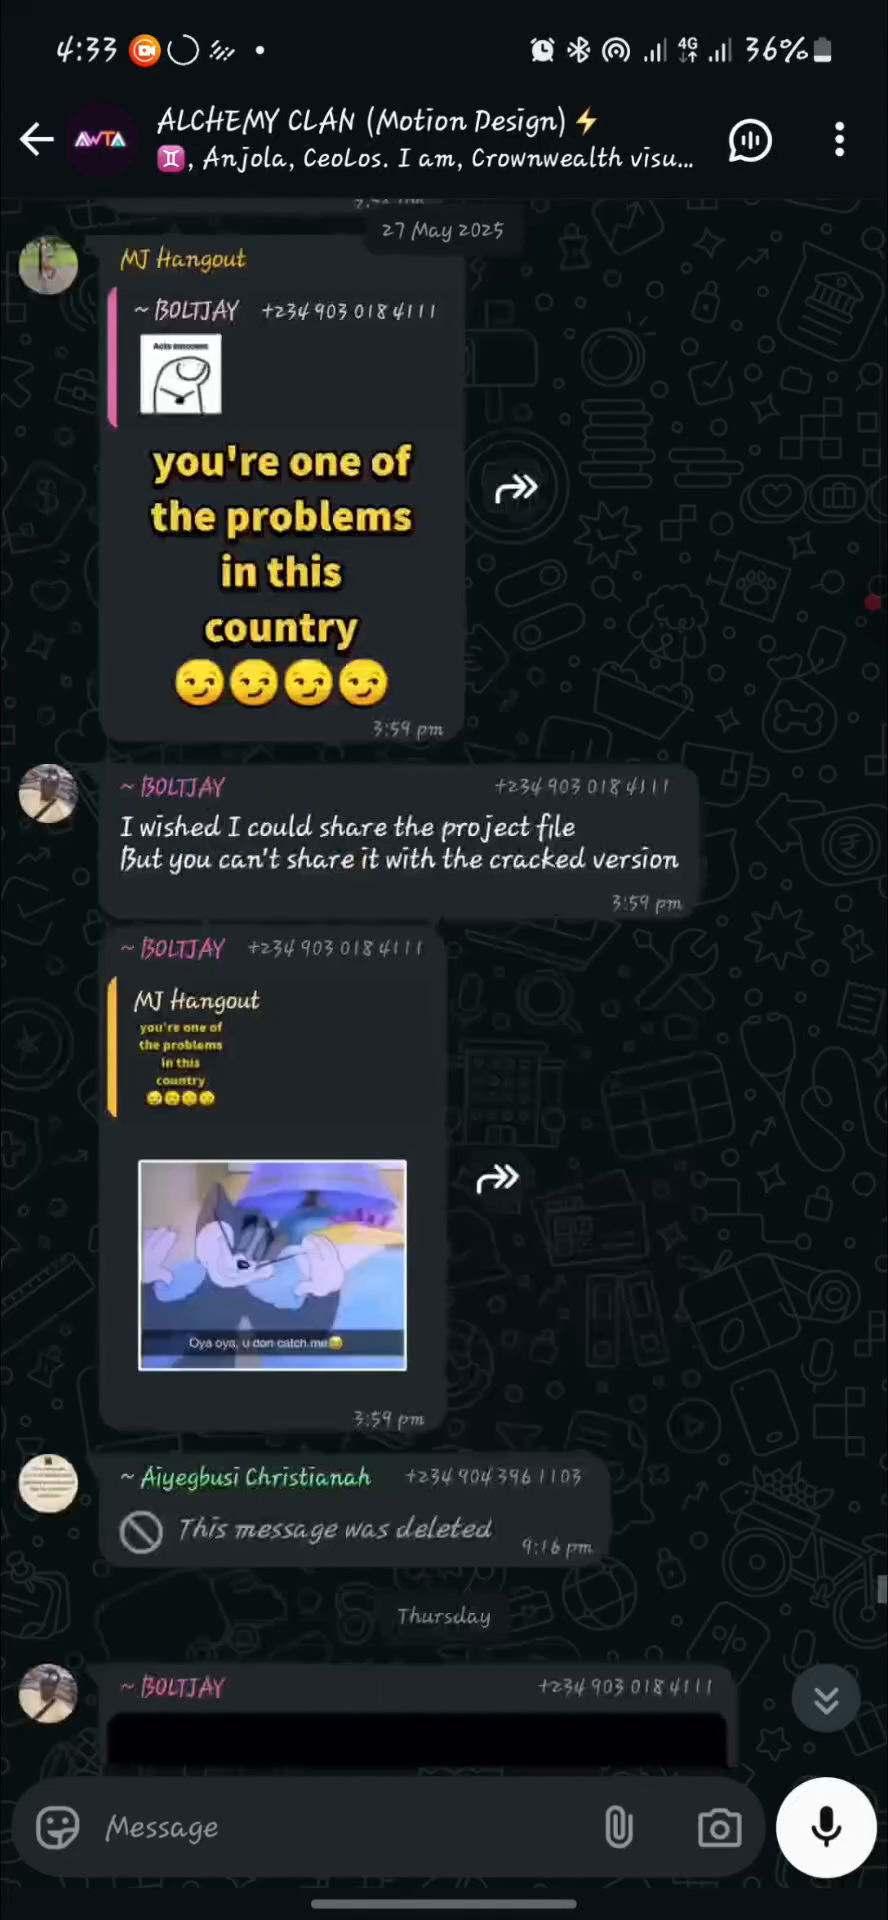 4:33
4G
36%
ALCHEMY CLAN (Motion Design) ⚡
♊, Anjola, CeoLos. I am, Crownwealth visu...
AWTA
27 May 2025
MJ Hangout
~ BOLTJAY +234 903 018 4111
Acts innocent
you're one of
the problems
in this
country
😏😏😏😏
3:59 pm
~ BOLTJAY +234 903 018 4111
I wished I could share the project file
But you can't share it with the cracked version
3:59 pm
~ BOLTJAY +234 903 018 4111
MJ Hangout
you're one of
the problems
in this
country
😏😏😏😏
Oya oya, u don catch me
3:59 pm
~ Aiyegbusi Christianah +234 904 396 1103
This message was deleted
9:16 pm
Thursday
~ BOLTJAY +234 903 018 4111
Message